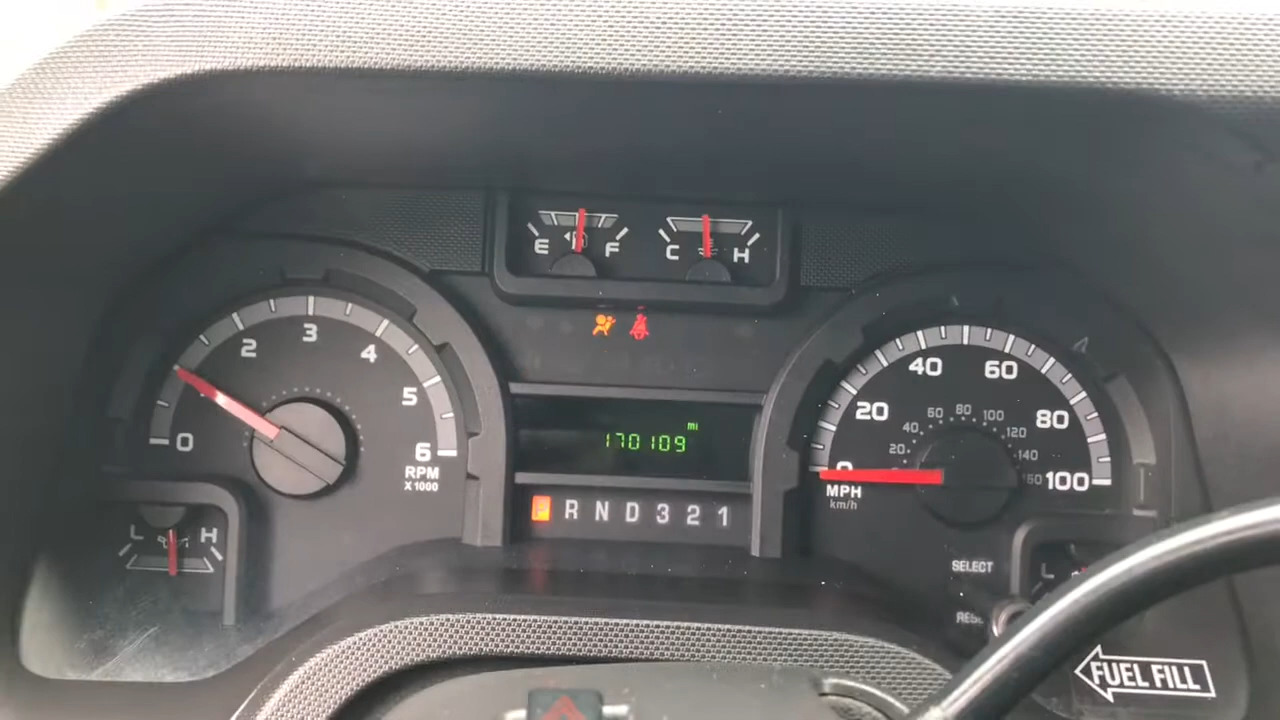 E F
C H
0 2 3 4 5 6
RPM
X 1000
L H
mi
170109
P R N D 3 2 1
0 20 40 60 80 100
20 40 60 80 100 120 140 160
MPH
km/h
SELECT
L
FUEL FILL